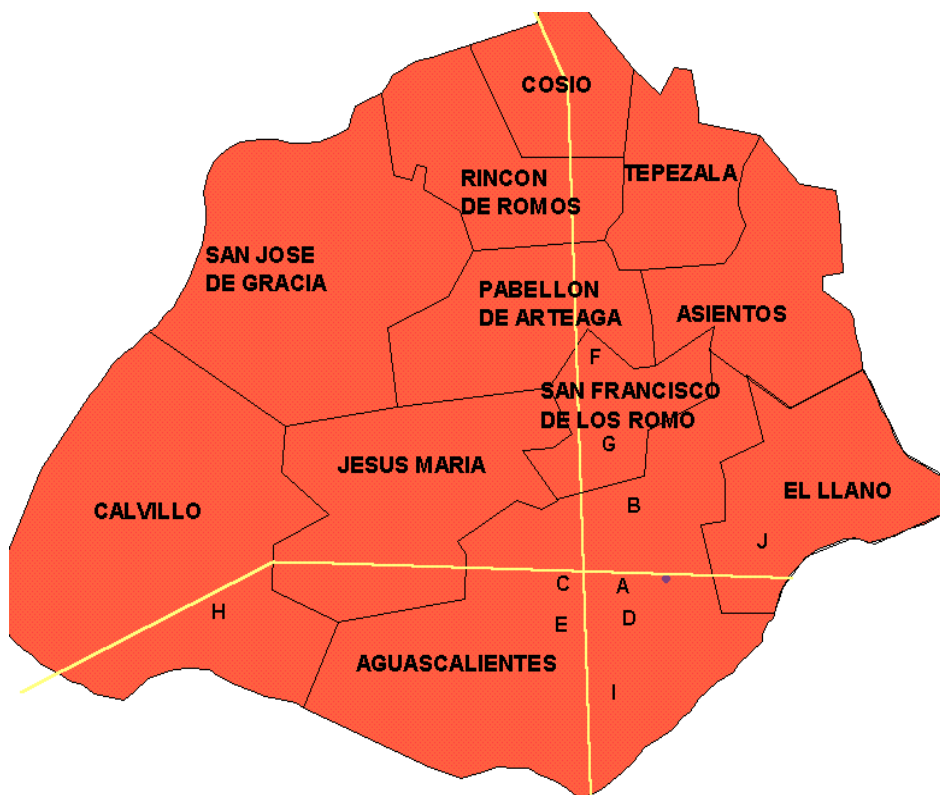 COSIO
RINCON
DE ROMOS
TEPEZALA
SAN JOSE
DE GRACIA
PABELLON
DE ARTEAGA
ASIENTOS
F
SAN FRANCISCO
DE LOS ROMO
G
JESUS MARIA
EL LLANO
CALVILLO
B
J
C
A
H
E
D
AGUASCALIENTES
I